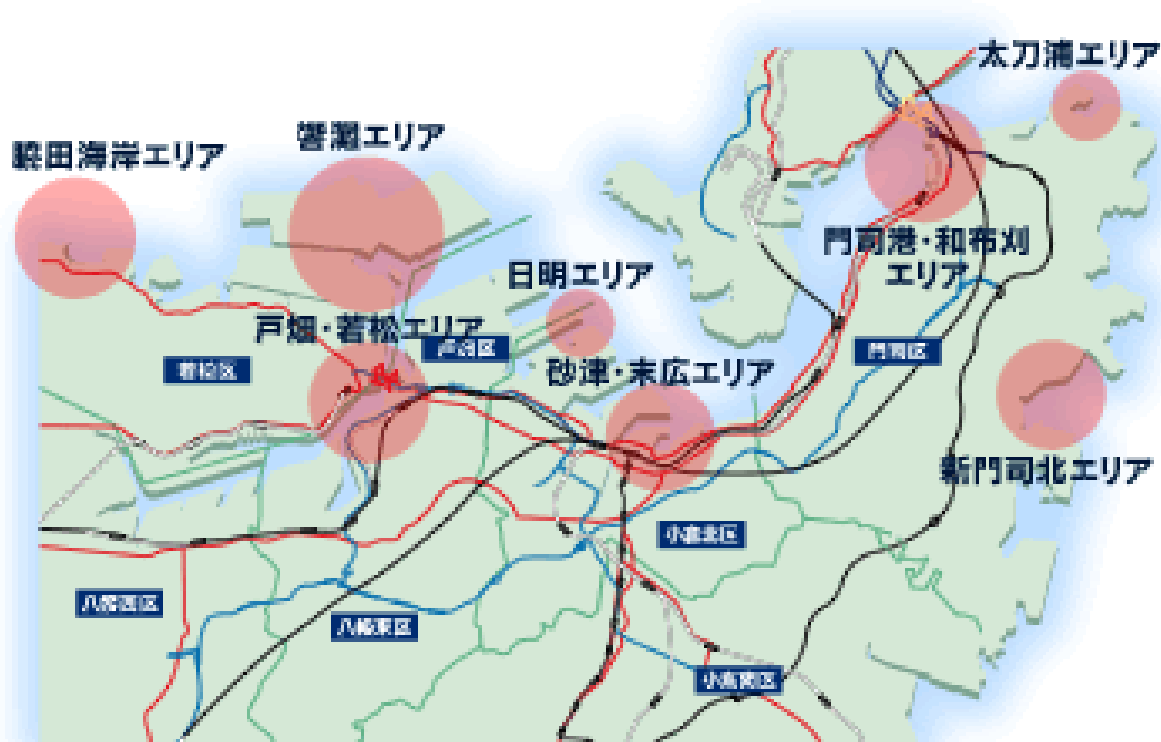 太刀浦エリア
響灘エリア
脇田海岸エリア
門司港・和布刈
エリア
日明エリア
戸畑・若松エリア
戸畑区
門司区
若松区
砂津・末広エリア
新門司北エリア
小倉北区
八幡西区
八幡東区
小倉南区